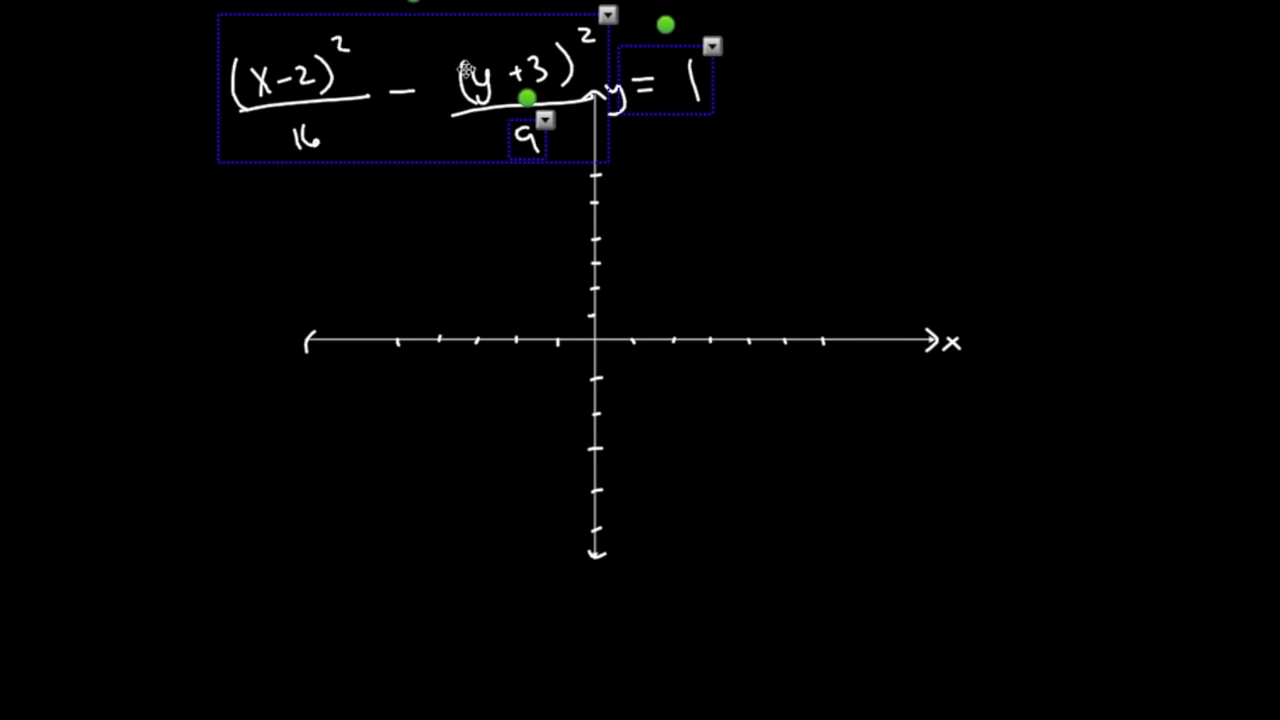 (x-2)² / 16 - (y+3)² / 9 = 1
y
x